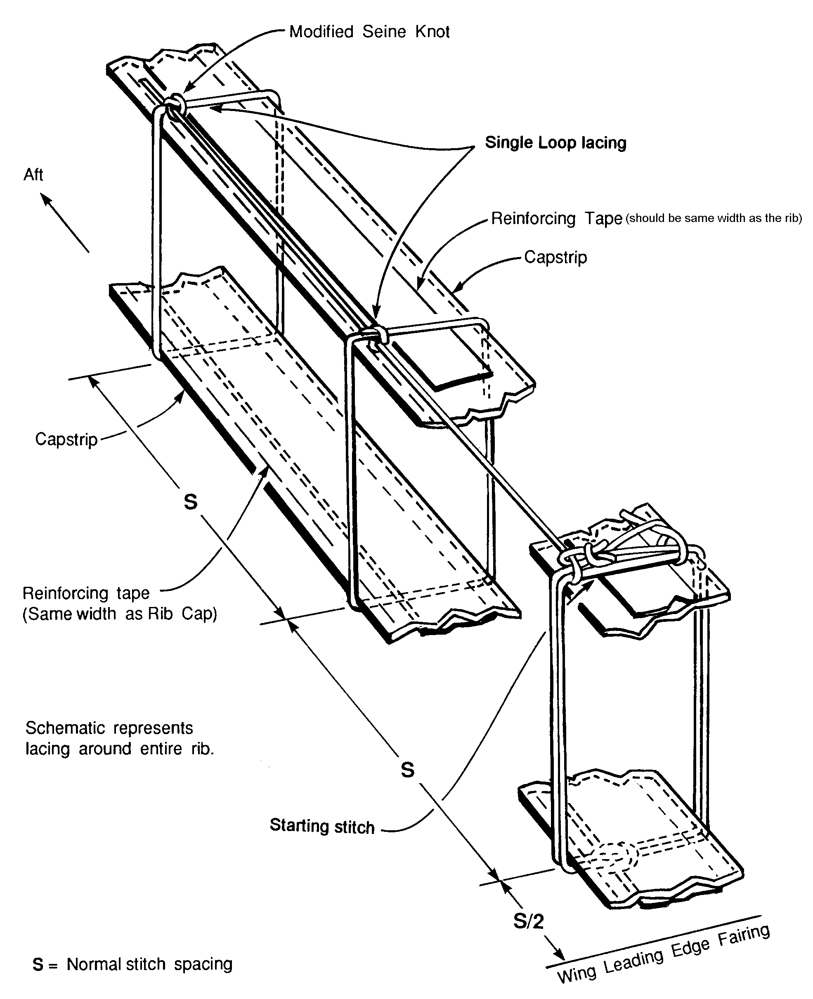 Modified Seine Knot
Single Loop lacing
Aft
Reinforcing Tape (should be same width as the rib)
Capstrip
Capstrip
S
Reinforcing tape
(Same width as Rib Cap)
Schematic represents
lacing around entire rib.
S
Starting stitch
S/2
Wing Leading Edge Fairing
S = Normal stitch spacing